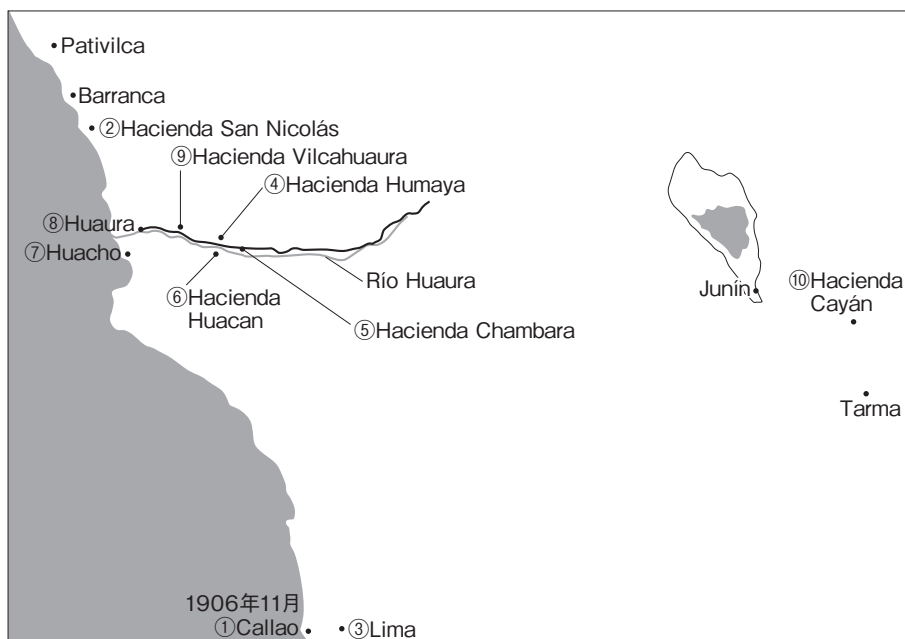 Pativilca
Barranca
②Hacienda San Nicolás
⑨Hacienda Vilcahuaura
④Hacienda Humaya
⑧Huaura
⑦Huacho
Río Huaura
⑥Hacienda
Huacan
⑤Hacienda Chambara
Junín
⑩Hacienda
Cayán
Tarma
1906年11月
①Callao
③Lima